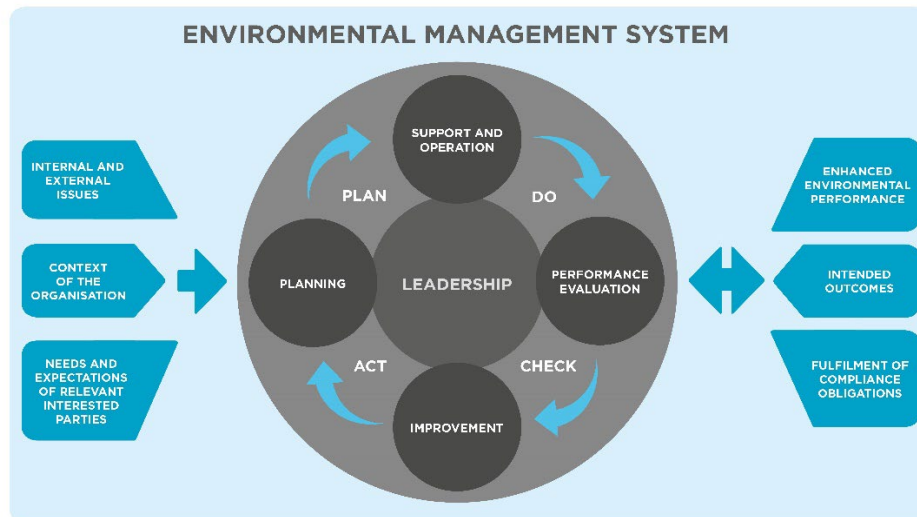 ENVIRONMENTAL MANAGEMENT SYSTEM
INTERNAL AND
EXTERNAL
ISSUES
CONTEXT
OF THE
ORGANISATION
NEEDS AND
EXPECTATIONS
OF RELEVANT
INTERESTED
PARTIES
SUPPORT AND
OPERATION
PLAN
DO
PLANNING
LEADERSHIP
PERFORMANCE
EVALUATION
ACT
CHECK
IMPROVEMENT
ENHANCED
ENVIRONMENTAL
PERFORMANCE
INTENDED
OUTCOMES
FULFILMENT OF
COMPLIANCE
OBLIGATIONS